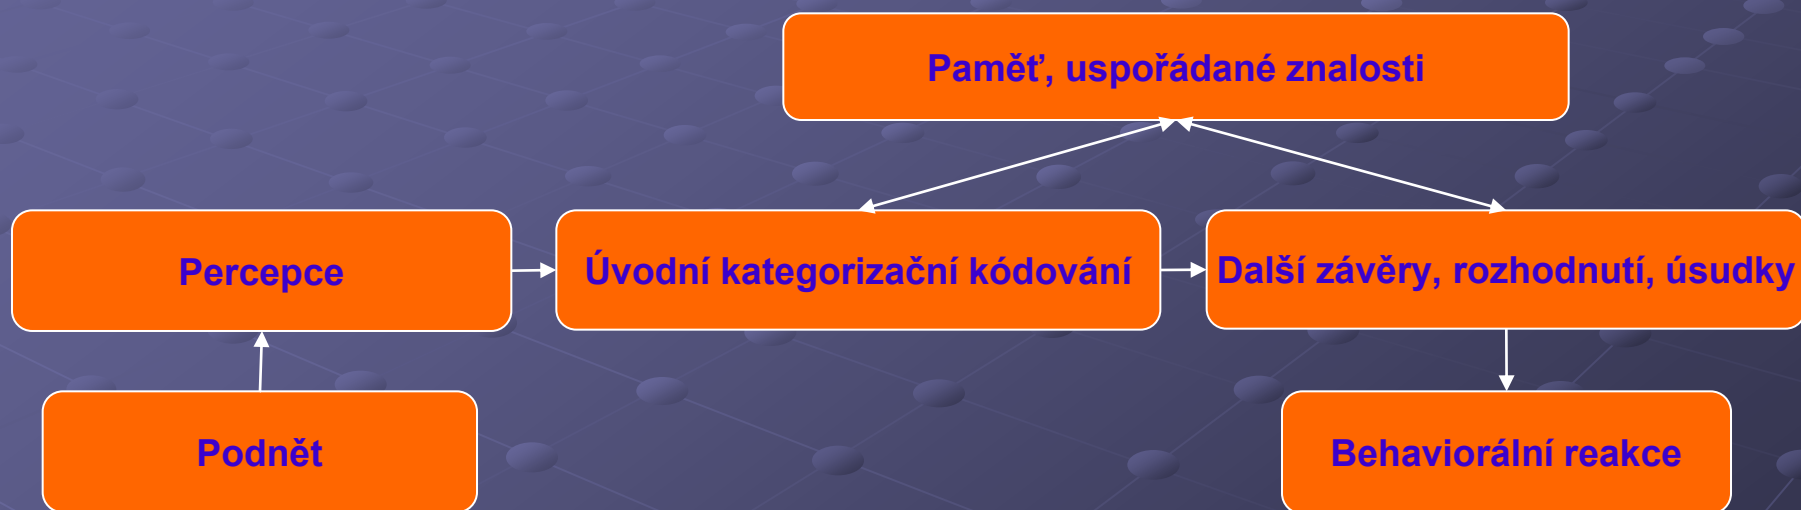 Paměť, uspořádané znalosti
Percepce
Úvodní kategorizační kódování
Další závěry, rozhodnutí, úsudky
Podnět
Behaviorální reakce